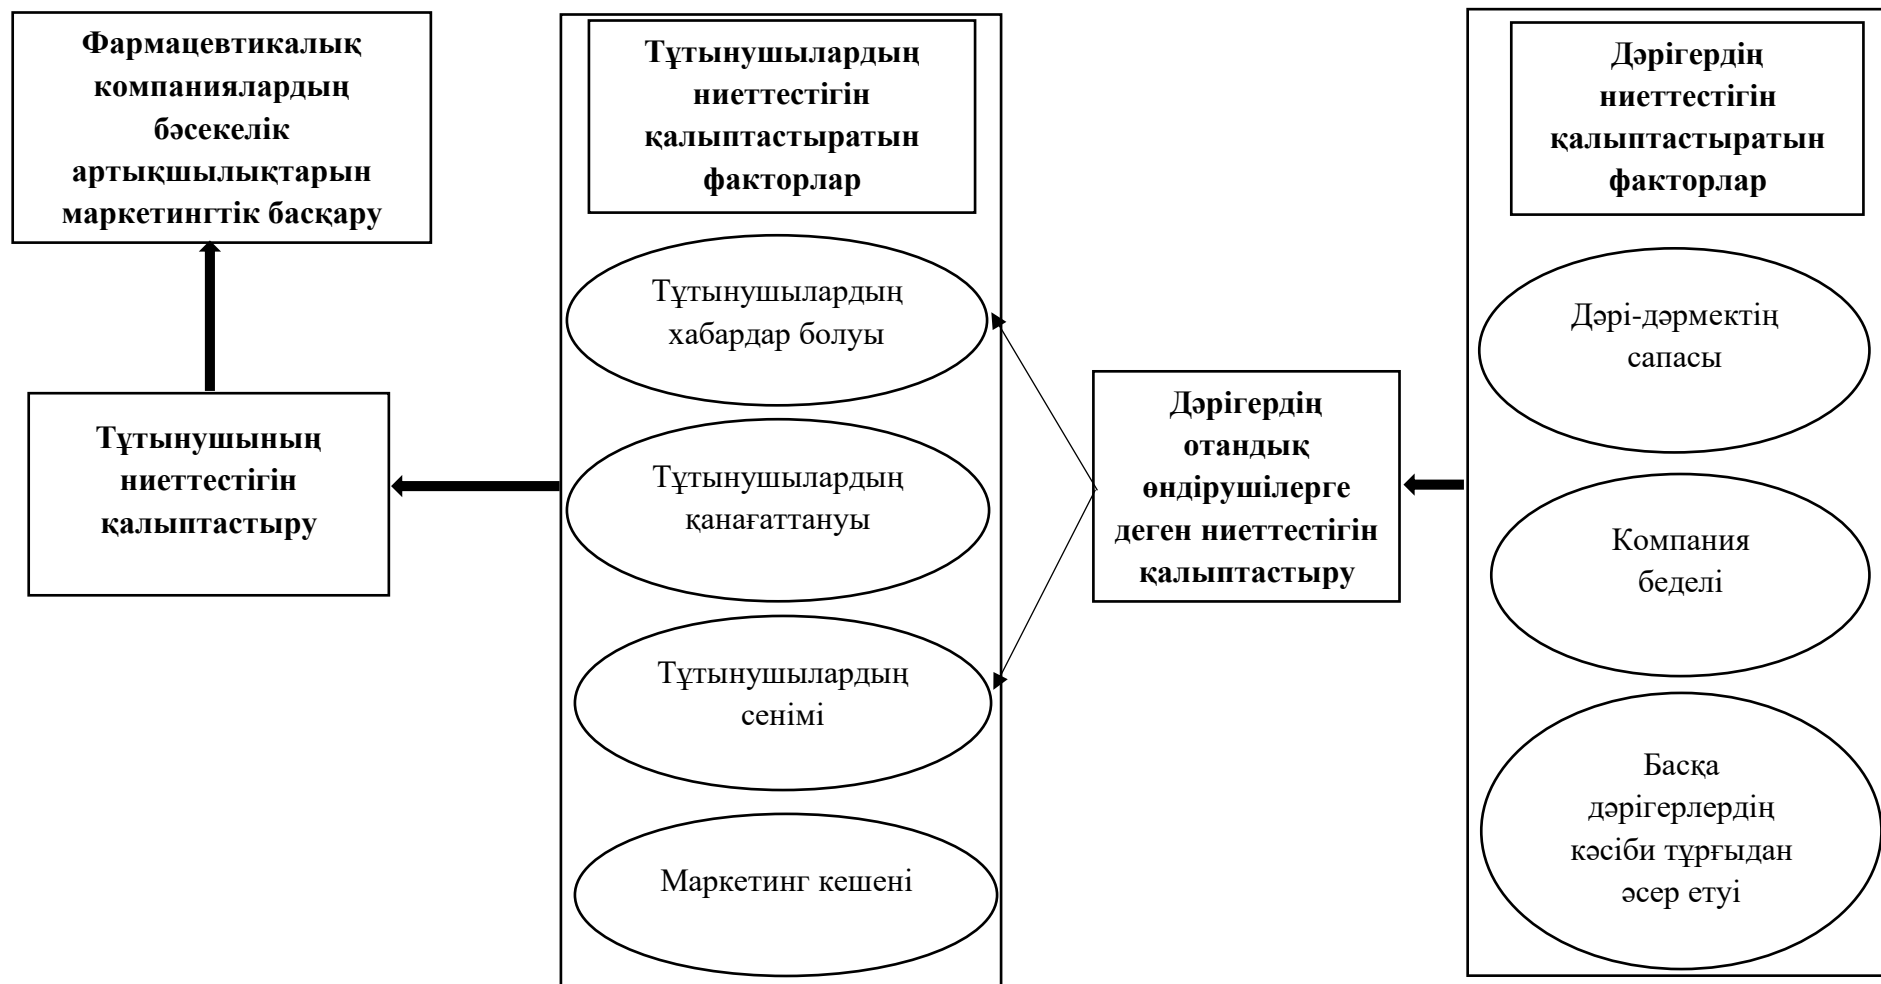 Фармацевтикалық
компаниялардың
бәсекелік
артықшылықтарын
маркетингтік басқару
Тұтынушының
ниеттестігін
қалыптастыру
Тұтынушылардың
ниеттестігін
қалыптастыратын
факторлар
Тұтынушылардың
хабардар болуы
Тұтынушылардың
қанағаттануы
Тұтынушылардың
сенімі
Маркетинг кешені
Дәрігердің
отандық
өндірушілерге
деген ниеттестігін
қалыптастыру
Дәрігердің
ниеттестігін
қалыптастыратын
факторлар
Дәрі-дәрмектің
сапасы
Компания
беделі
Басқа
дәрігерлердің
кәсіби тұрғыдан
әсер етуі